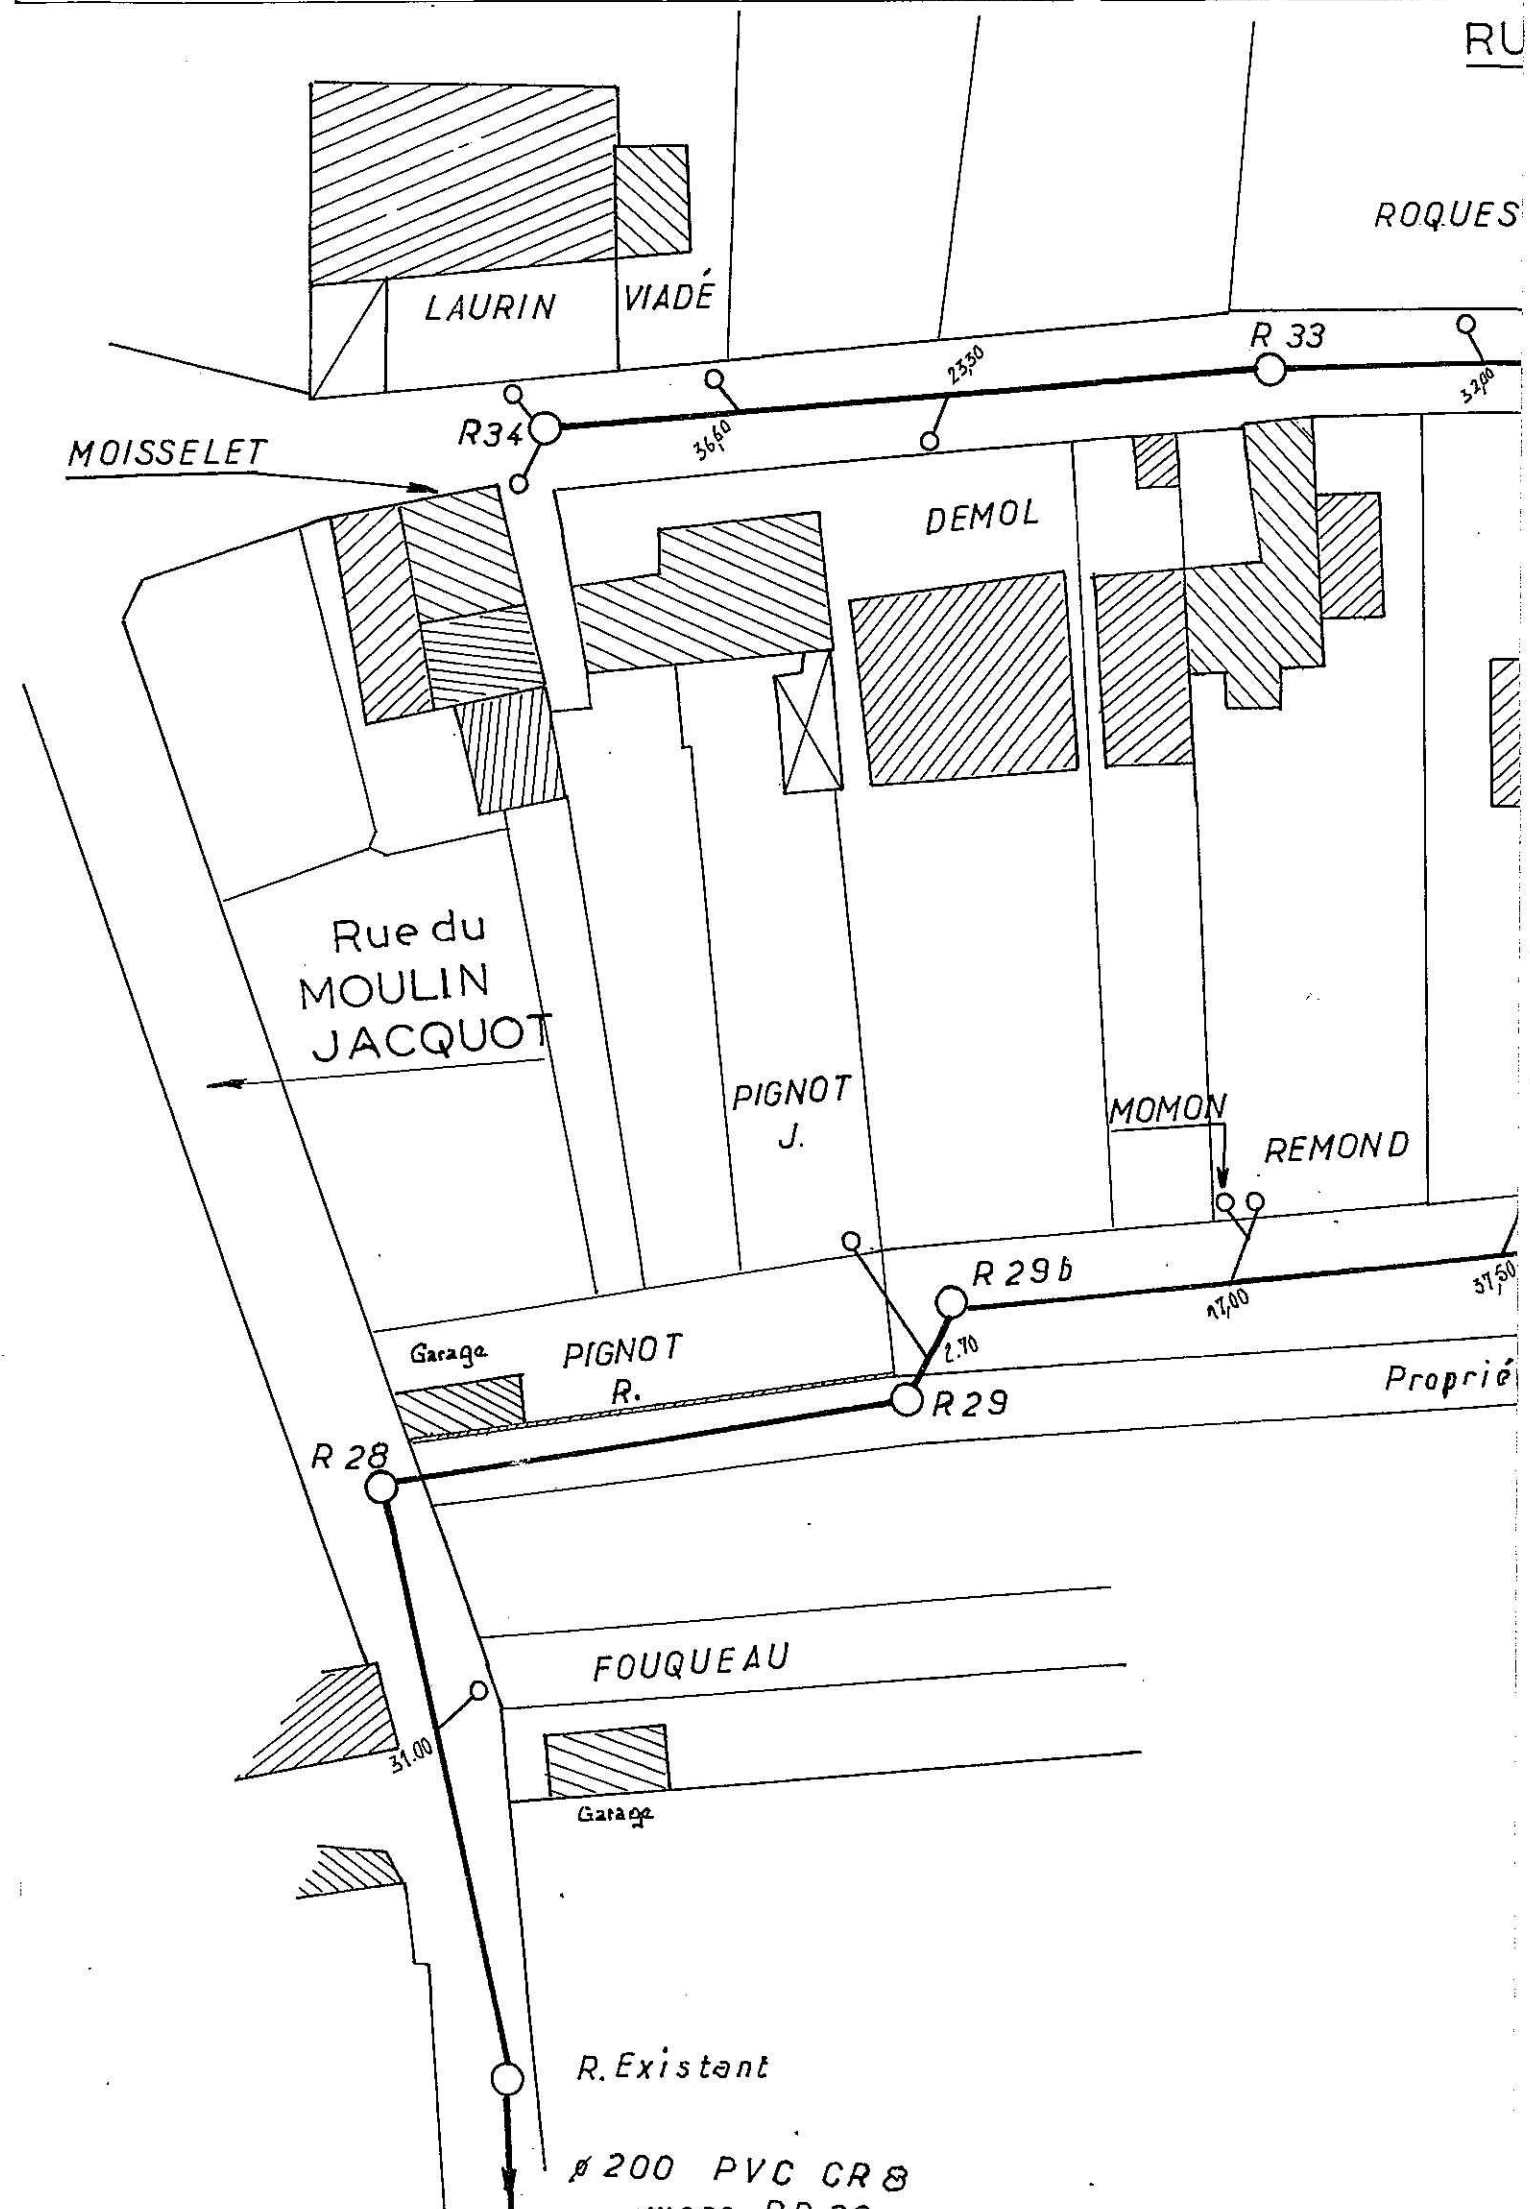 RU
ROQUES
LAURIN
VIADÉ
R 33
23,30
32,00
R34
36,60
MOISSELET
DEMOL
Rue du
MOULIN
JACQUOT
PIGNOT
J.
MOMON
REMOND
R 29 b
17,00
37,50
Garage
PIGNOT
R.
2.70
R 29
Proprié
R 28
FOUQUEAU
31.00
Garage
R. Existant
ø 200 PVC CR 8